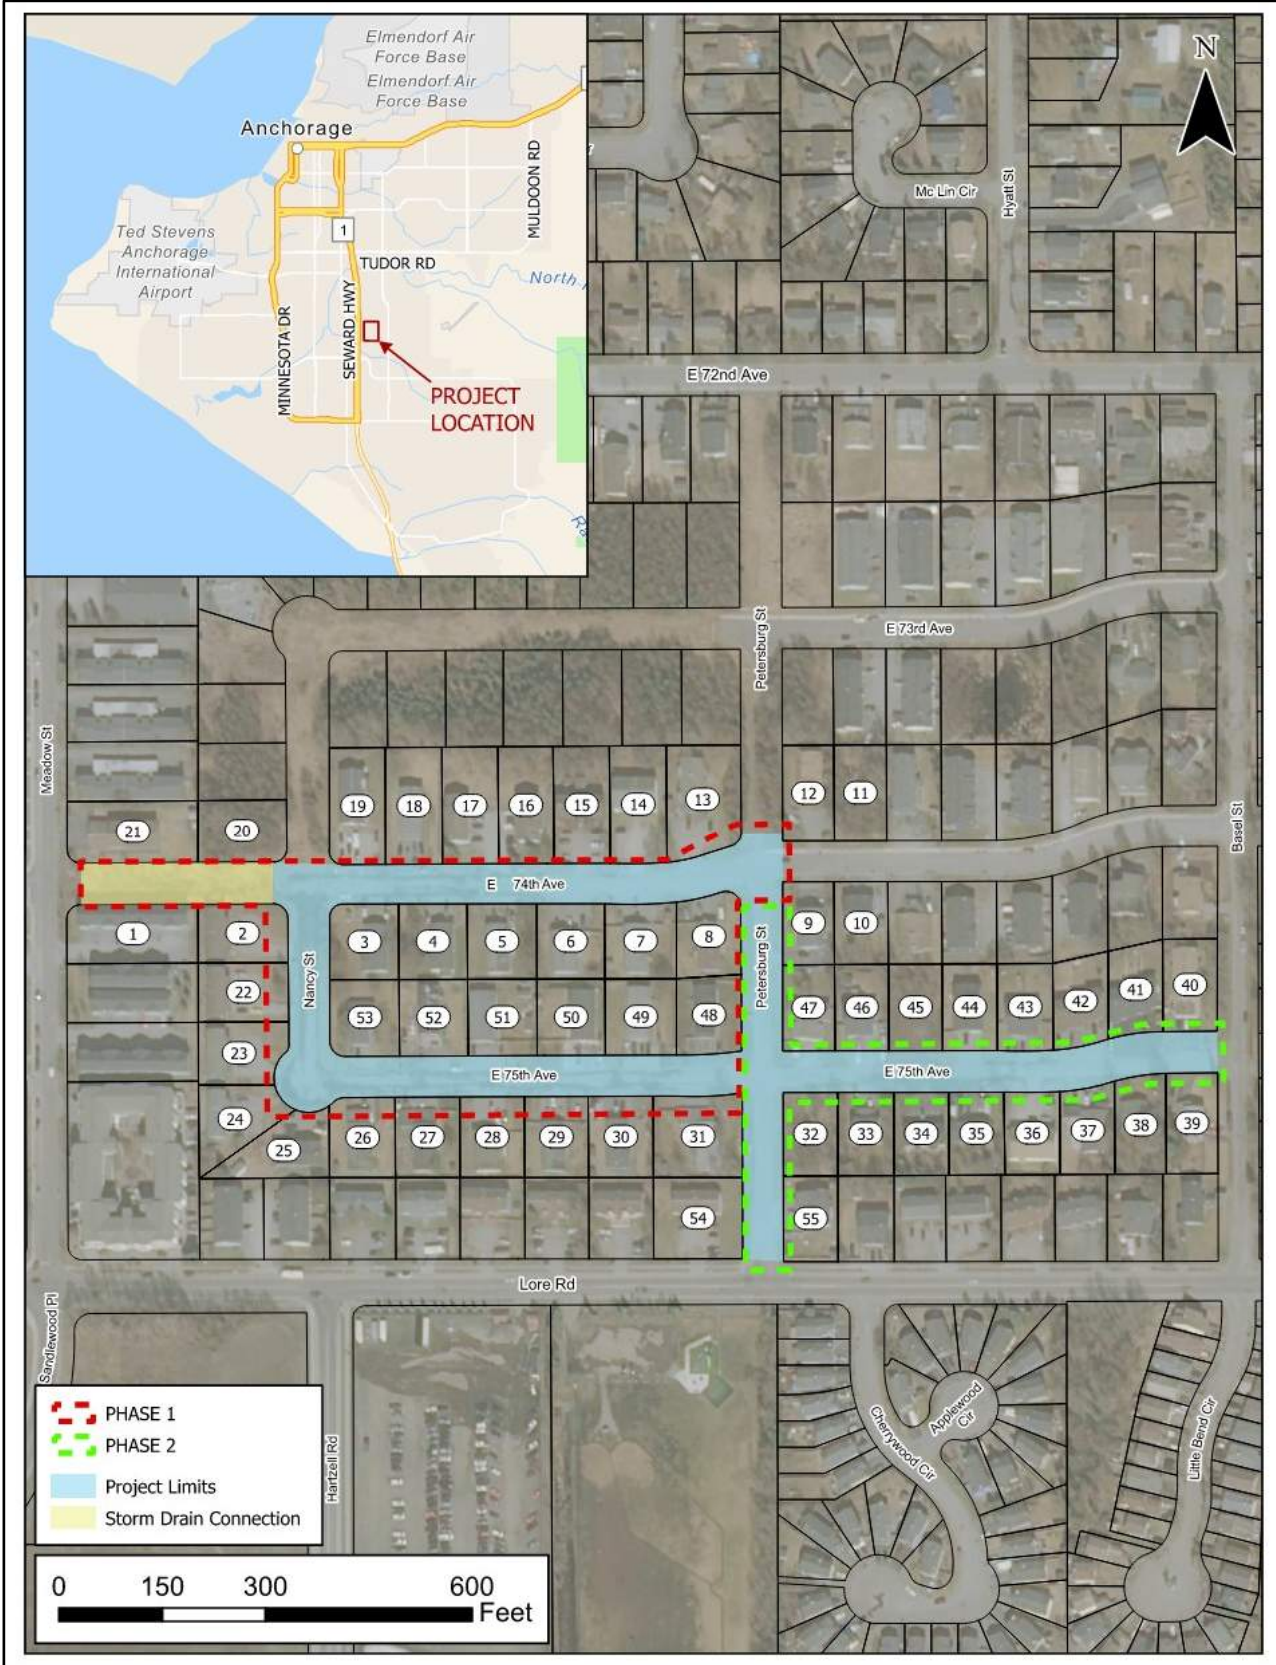 Elmendorf Air
Force Base
Elmendorf Air
Force Base
Anchorage
MULDOON RD
Ted Stevens
Anchorage
International
Airport
1
TUDOR RD
North
MINNESOTA DR
SEWARD HWY
PROJECT
LOCATION
Ra
N
Mc Lin Cir
Hyatt St
E 72nd Ave
Petersburg St
E 73rd Ave
Meadow St
Basel St
19
18
17
16
15
14
13
12
11
21
20
E 74th Ave
1
2
3
4
5
6
7
8
9
10
Nancy St
Petersburg St
22
53
52
51
50
49
48
47
46
45
44
43
42
41
40
23
E 75th Ave
E 75th Ave
24
25
26
27
28
29
30
31
32
33
34
35
36
37
38
39
54
55
Lore Rd
Sandlewood Pl
Hartzell Rd
Cherrywood Cir
Applewood
Cir
Little Bend Cir
PHASE 1
PHASE 2
Project Limits
Storm Drain Connection
0 150 300 600
Feet